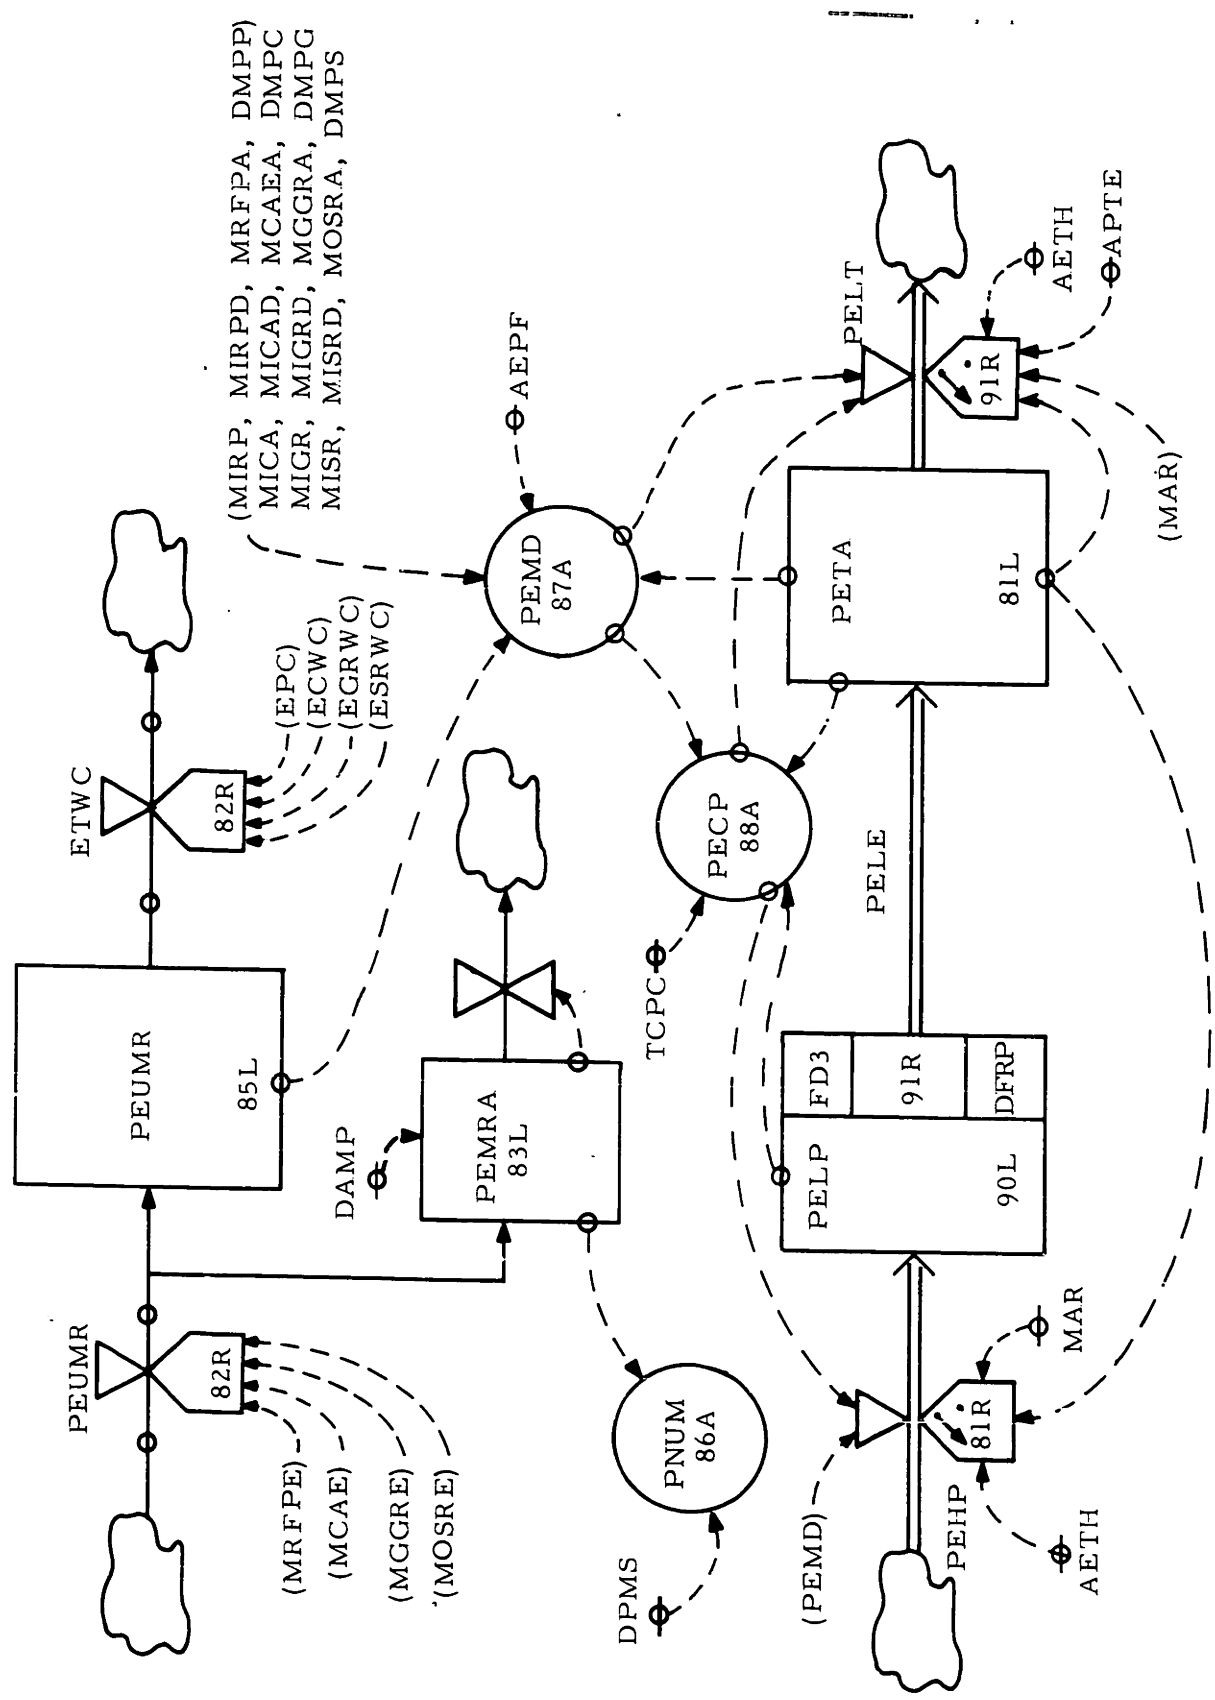 (MIRP, MIRPD, MRFPA, DMPP)
MICA, MICAD, MCAEA, DMPC
MIGR, MIGRD, MGGRA, DMPG
MISR, MISRD, MOSRA, DMPS
PEUMR
82R
(MRFPE)
(MCAE)
(MGGRE)
(MOSRE)
PEUMR
85L
ETWC
82R
(EPC)
(ECWC)
(EGRWC)
(ESRWC)
DAMP
PEMRA
83L
AEPF
PEMD
87A
DPMS
PNUM
86A
TCPC
PECP
88A
(PEMD)
PEHP
81R
AETH
MAR
PELP
90L
FD3
91R
DFRP
PELE
PETA
81L
PELT
91R
AETH
APTE
(MAR)